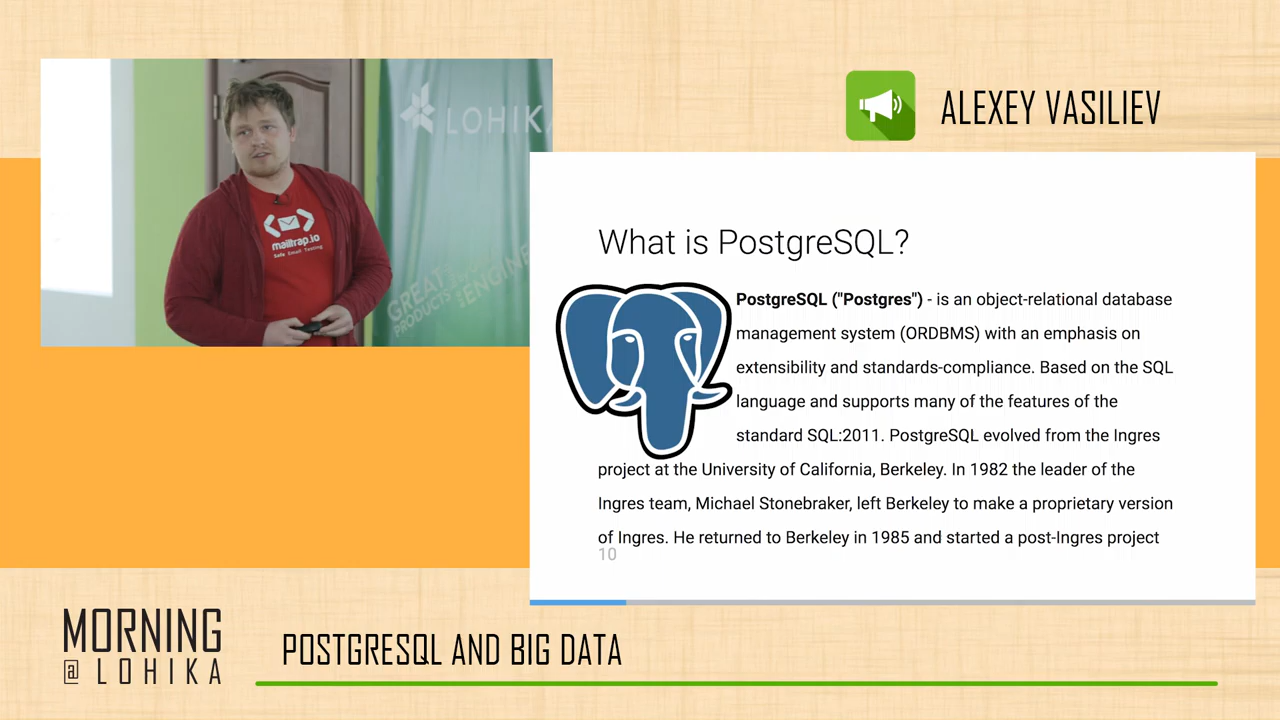 ALEXEY VASILIEV
LOHIKA
mailtrap.io
Safe Email Testing
GREAT
PRODUCTS
ENGINE
What is PostgreSQL?
PostgreSQL ("Postgres") - is an object-relational database
management system (ORDBMS) with an emphasis on
extensibility and standards-compliance. Based on the SQL
language and supports many of the features of the
standard SQL:2011. PostgreSQL evolved from the Ingres
project at the University of California, Berkeley. In 1982 the leader of the
Ingres team, Michael Stonebraker, left Berkeley to make a proprietary version
of Ingres. He returned to Berkeley in 1985 and started a post-Ingres project
10
MORNING
@ LOHIKA
POSTGRESQL AND BIG DATA